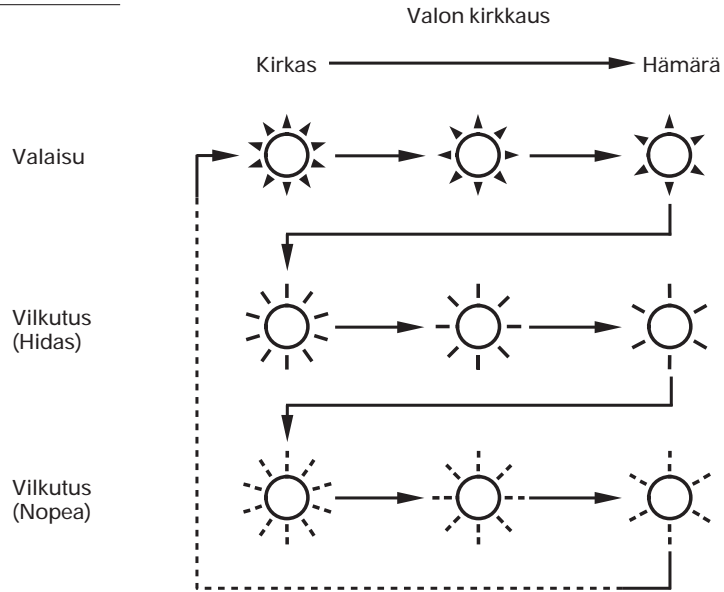 Valon kirkkaus
Kirkas
Hämärä
Valaisu
Vilkutus
(Hidas)
Vilkutus
(Nopea)